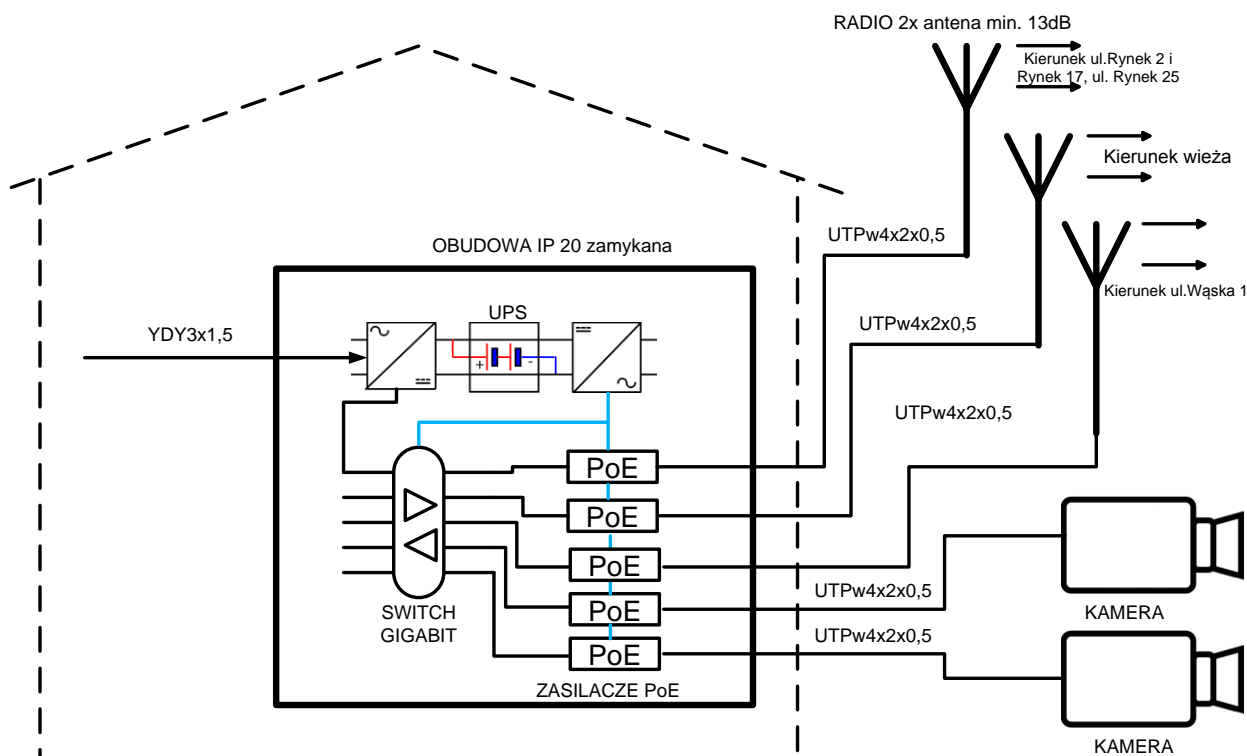 RADIO 2x antena min. 13dB
Kierunek ul.Rynek 2 i
Rynek 17, ul. Rynek 25
Kierunek wieża
UTPw4x2x0,5
OBUDOWA IP 20 zamykana
Kierunek ul.Wąska 1
UPS
YDY3x1,5
UTPw4x2x0,5
+ -
UTPw4x2x0,5
PoE
PoE
PoE
UTPw4x2x0,5
PoE
SWITCH
GIGABIT
KAMERA
UTPw4x2x0,5
PoE
ZASILACZE PoE
KAMERA